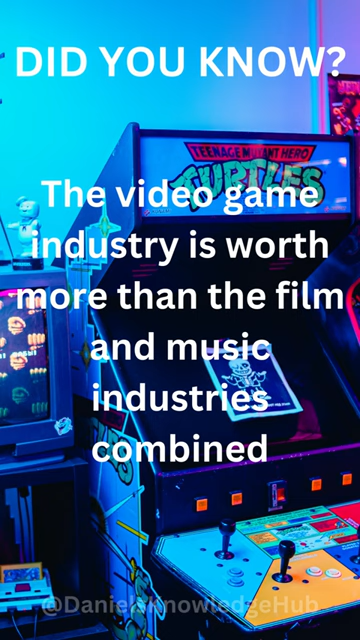 DID YOU KNOW?
TEENAGE MUTANT HERO
TURTLES
The video game
industry is worth
more than the film
and music
industries
combined
@DanielsKnowledgeHub